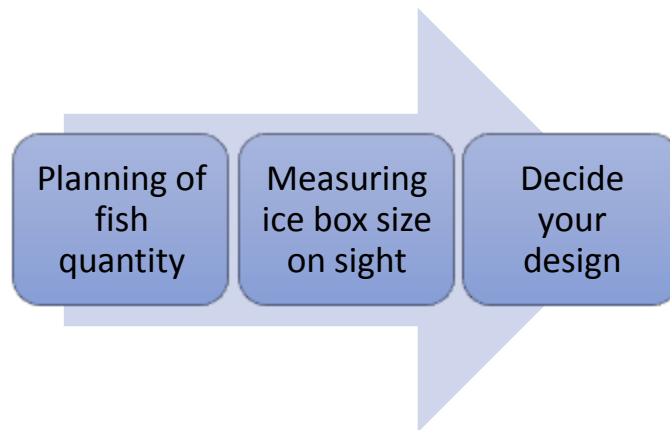 Planning of
fish
quantity
Measuring
ice box size
on sight
Decide
your
design